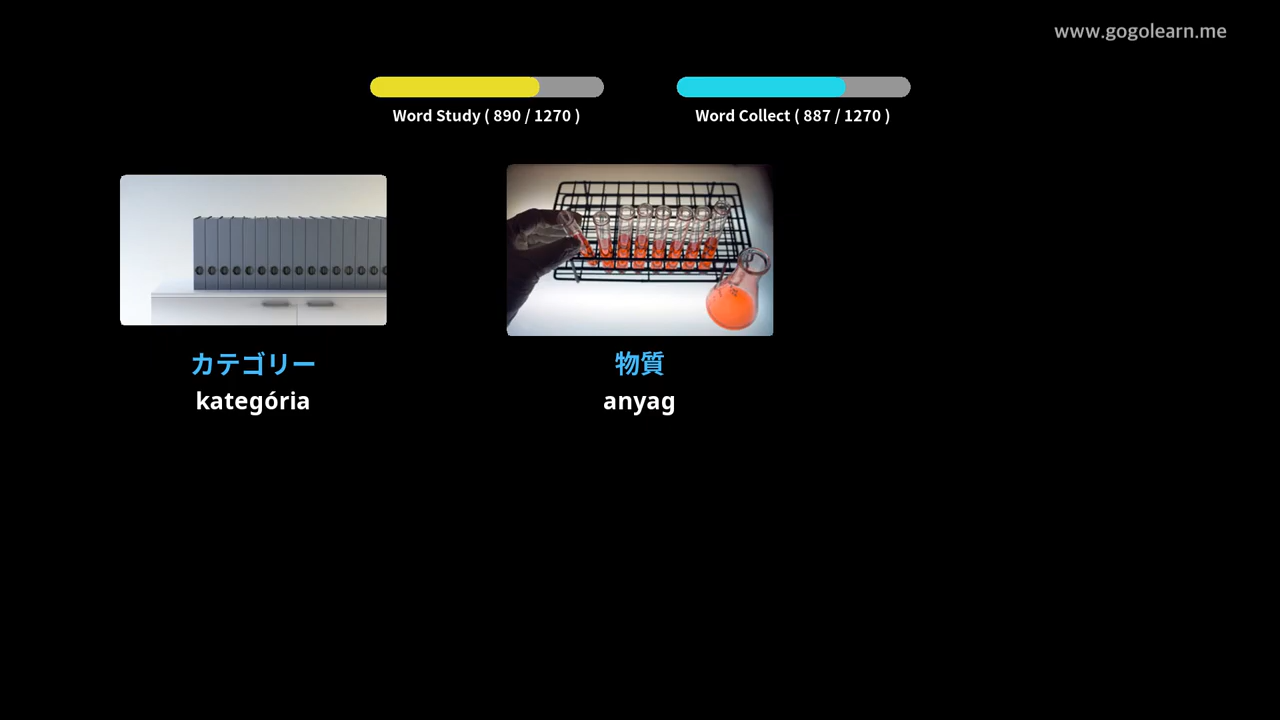 www.gogolearn.me
Word Study ( 890 / 1270 )
Word Collect ( 887 / 1270 )
カテゴリー
kategória
物質
anyag